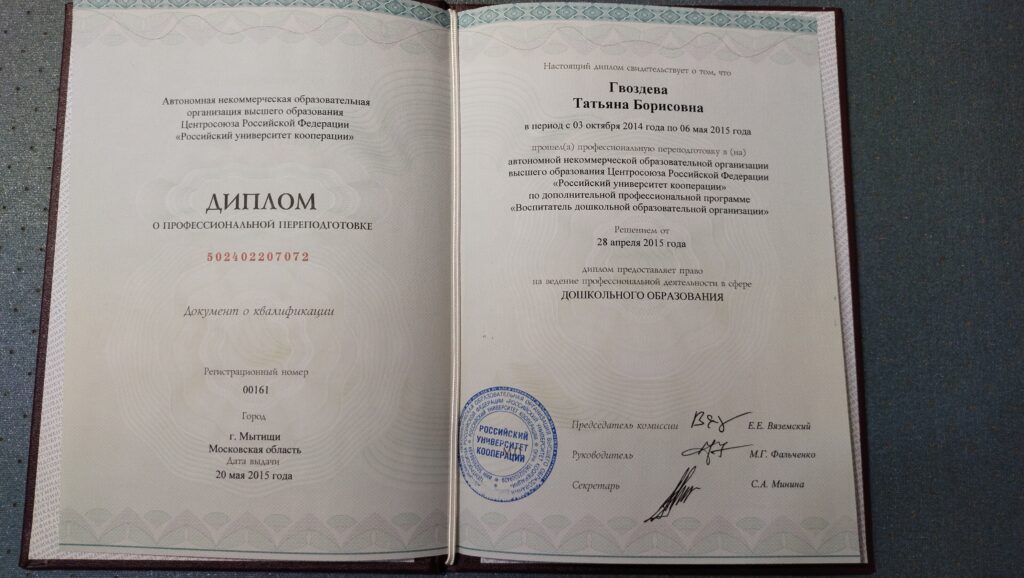 Автономная некоммерческая образовательная
организация высшего образования
Центросоюза Российской Федерации
«Российский университет кооперации»
ДИПЛОМ
О ПРОФЕССИОНАЛЬНОЙ ПЕРЕПОДГОТОВКЕ
502402207072
Документ о квалификации
Регистрационный номер
00161
Город
г. Мытищи
Московская область
Дата выдачи
20 мая 2015 года
Настоящий диплом свидетельствует о том, что
Гвоздева
Татьяна Борисовна
в период с 03 октября 2014 года по 06 мая 2015 года
прошел(а) профессиональную переподготовку в (на)
автономной некоммерческой образовательной организации
высшего образования Центросоюза Российской Федерации
«Российский университет кооперации»
по дополнительной профессиональной программе
«Воспитатель дошкольной образовательной организации»
Решением от
28 апреля 2015 года
диплом предоставляет право
на ведение профессиональной деятельности в сфере
ДОШКОЛЬНОГО ОБРАЗОВАНИЯ
Председатель комиссии Е.Е. Вяземский
Руководитель М.Г. Фальченко
Секретарь С.А. Минина
РОССИЙСКИЙ
УНИВЕРСИТЕТ
КООПЕРАЦИИ